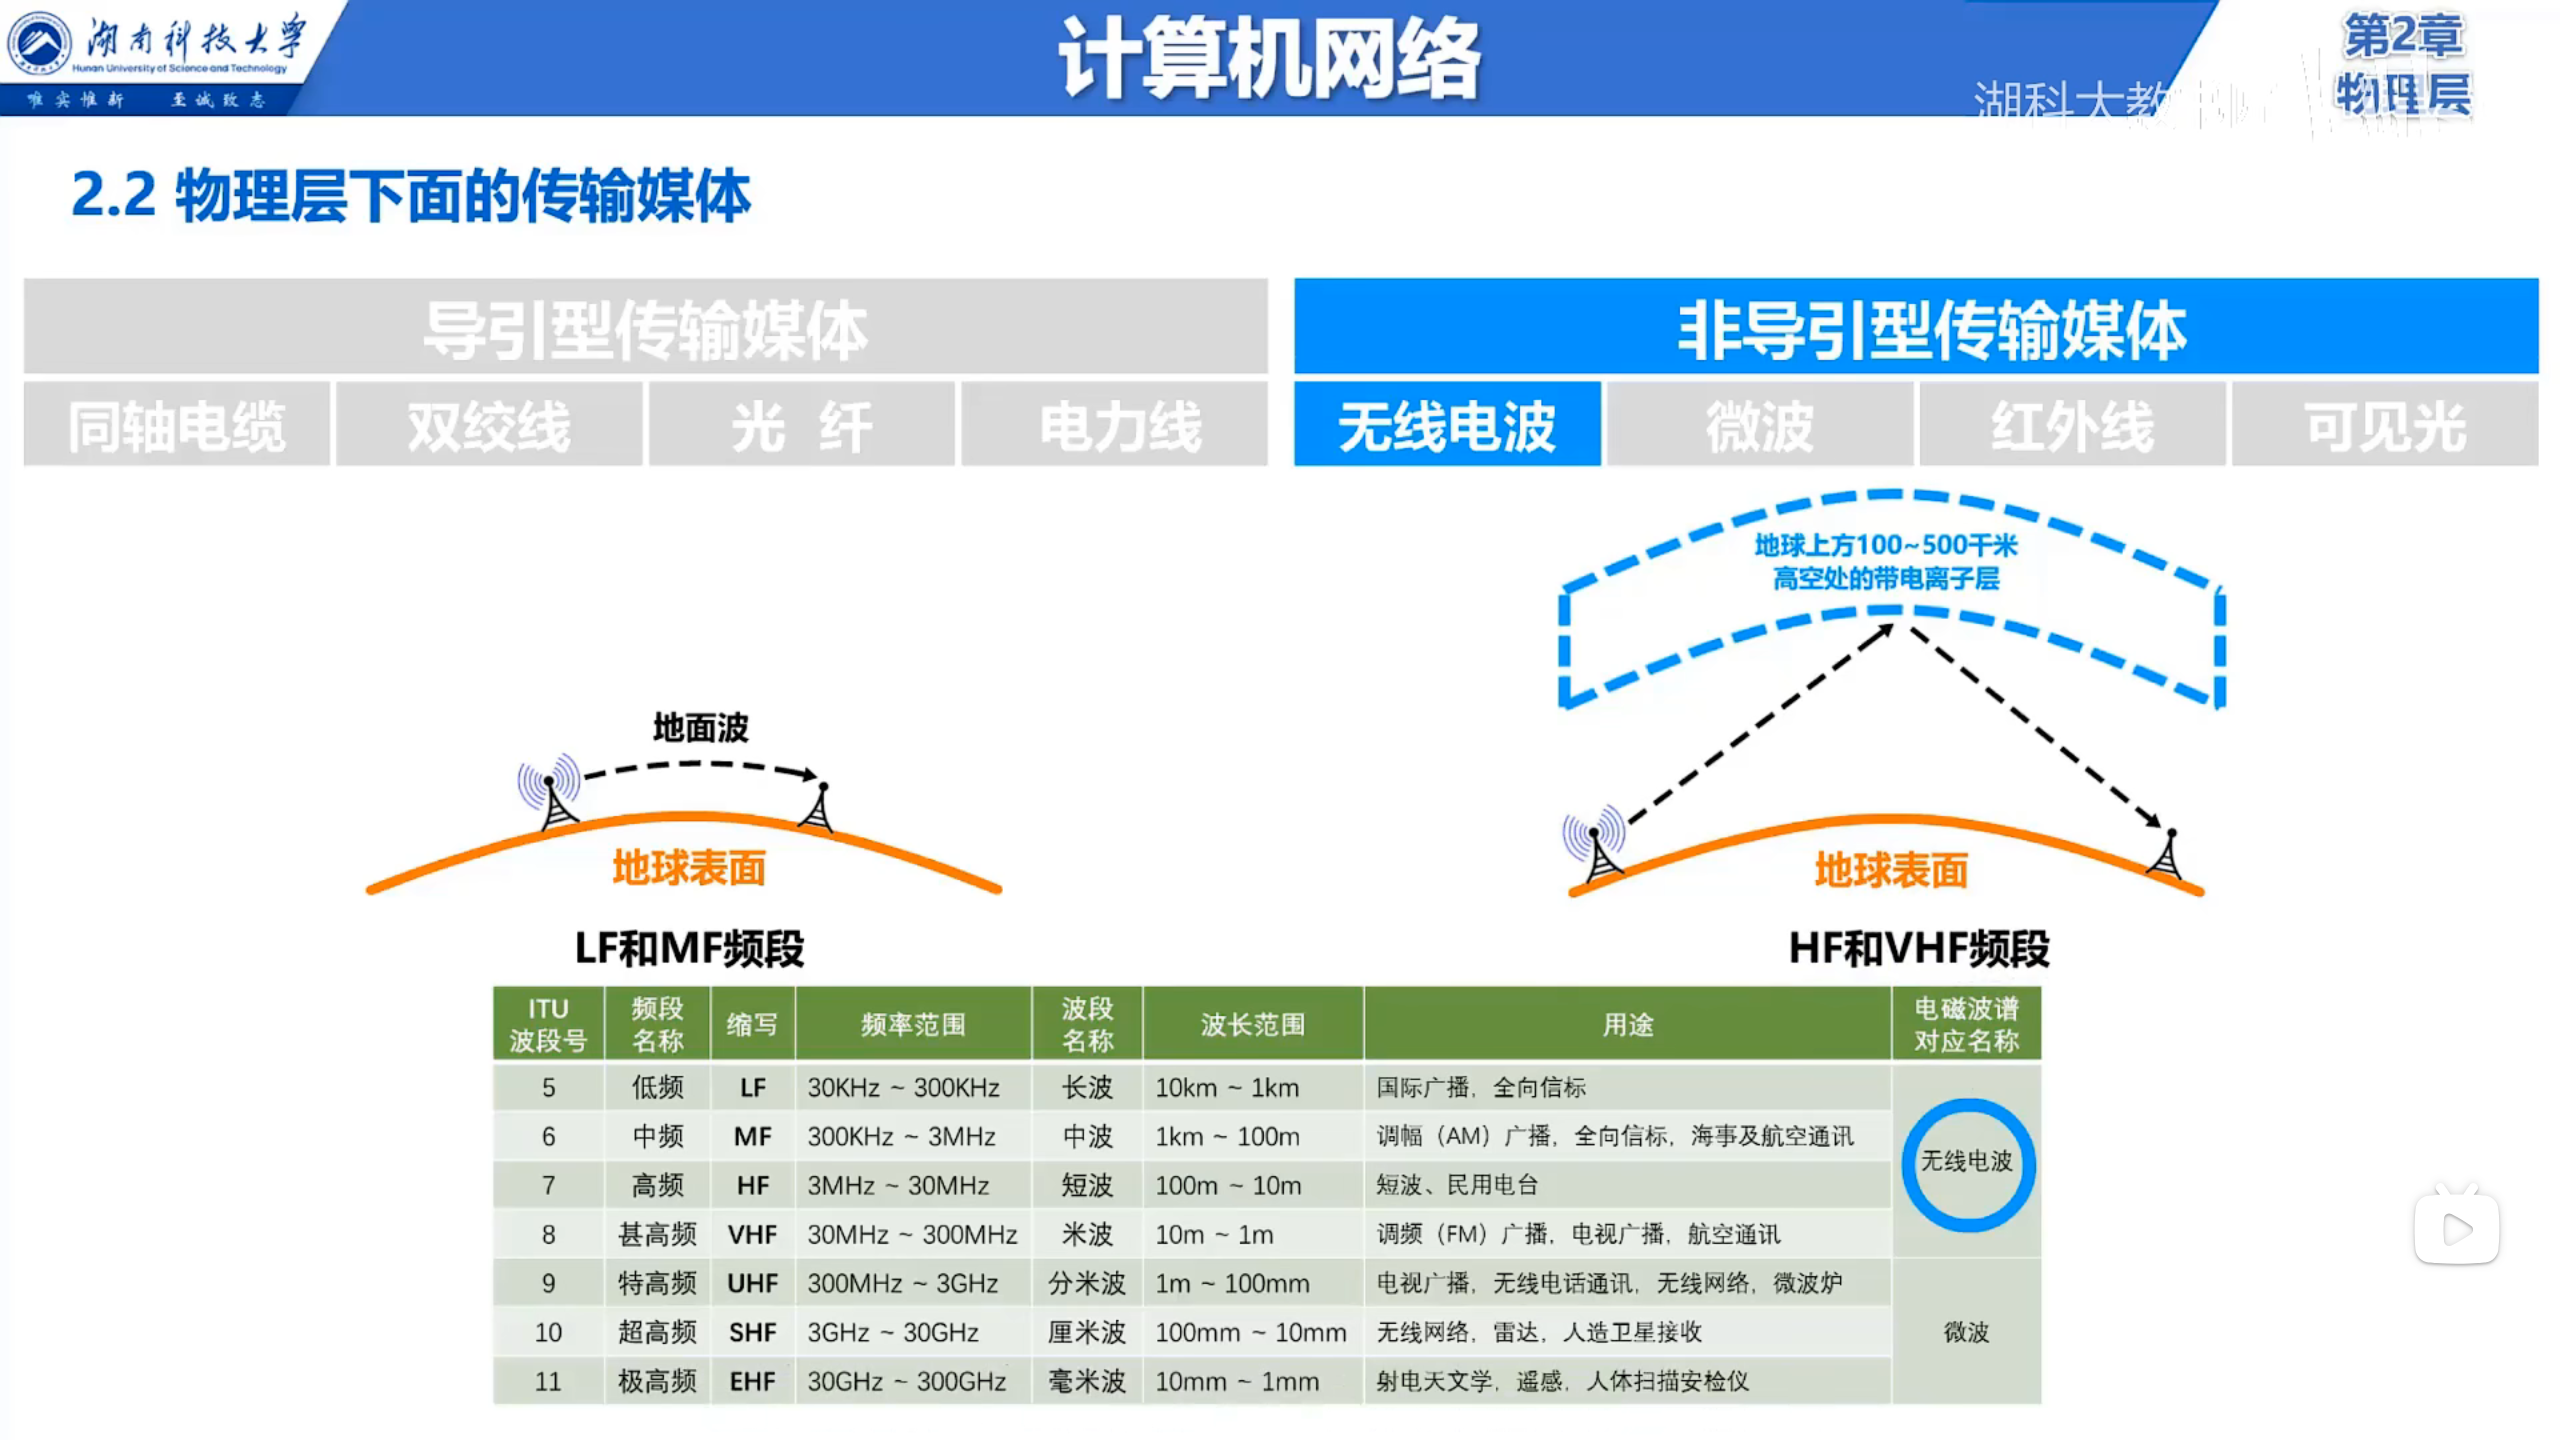 湖南科技大学
Hunan University of Science and Technology
唯实惟新 至诚致志
计算机网络
第2章
物理层
湖科大教
2.2 物理层下面的传输媒体
导引型传输媒体
非导引型传输媒体
同轴电缆 双绞线 光 纤 电力线 无线电波 微波 红外线 可见光
地球上方100~500千米
高空处的带电离子层
地面波
地球表面
地球表面
LF和MF频段
HF和VHF频段
ITU波段号 频段名称 缩写 频率范围 波段名称 波长范围 用途 电磁波谱对应名称
5 低频 LF 30KHz ~ 300KHz 长波 10km ~ 1km 国际广播，全向信标
6 中频 MF 300KHz ~ 3MHz 中波 1km ~ 100m 调幅（AM）广播，全向信标，海事及航空通讯
无线电波
7 高频 HF 3MHz ~ 30MHz 短波 100m ~ 10m 短波、民用电台
8 甚高频 VHF 30MHz ~ 300MHz 米波 10m ~ 1m 调频（FM）广播，电视广播，航空通讯
9 特高频 UHF 300MHz ~ 3GHz 分米波 1m ~ 100mm 电视广播，无线电话通讯，无线网络，微波炉
10 超高频 SHF 3GHz ~ 30GHz 厘米波 100mm ~ 10mm 无线网络，雷达，人造卫星接收 微波
11 极高频 EHF 30GHz ~ 300GHz 毫米波 10mm ~ 1mm 射电天文学，遥感，人体扫描安检仪